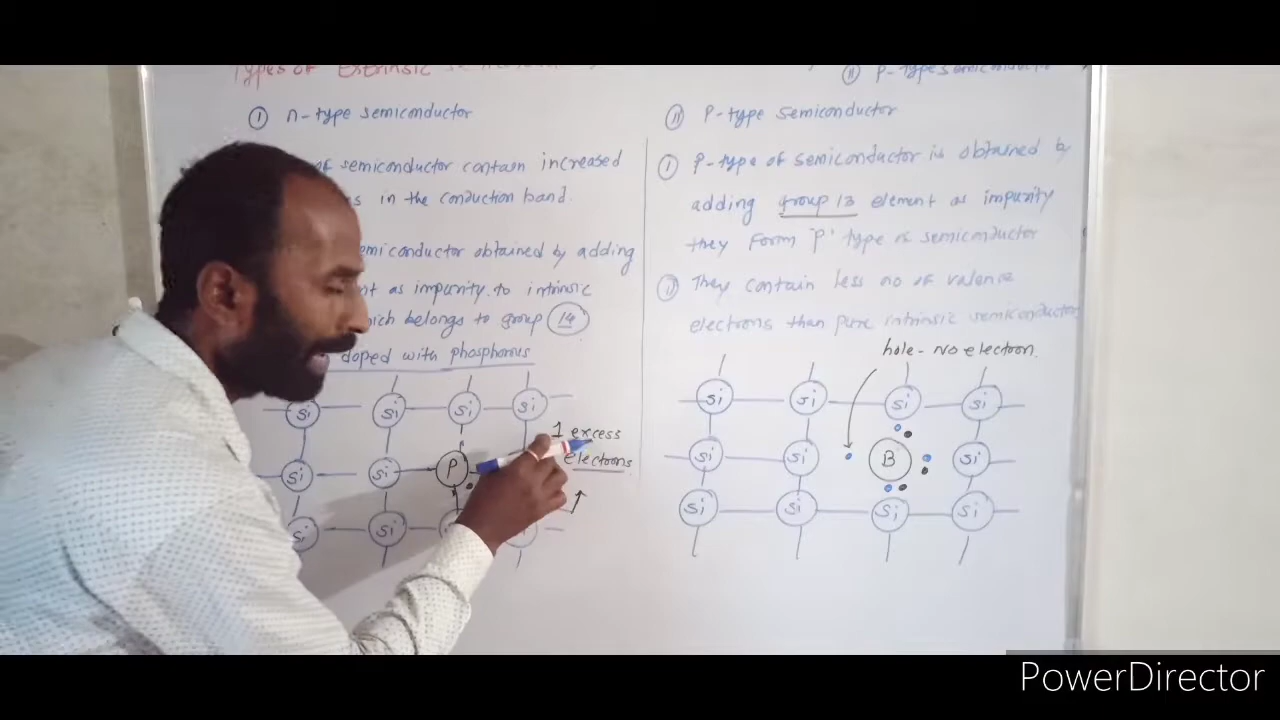 Types of Extrinsic
II P-type semiconductor
I n-type semiconductor
of semiconductor contain increased
in the conduction band.
semiconductor obtained by adding
as impurity to intrinsic
which belongs to group 14
doped with phosphorous
Si Si Si Si
Si Si P
Si Si
1 excess
electrons
II P-type semiconductor
I P-type of semiconductor is obtained by
adding group 13 element as impurity
they form 'P' type of semiconductor
II They contain less no of valence
electrons than pure intrinsic semiconductor
hole - No electron.
Si Si Si Si
Si Si B Si
Si Si Si Si
PowerDirector